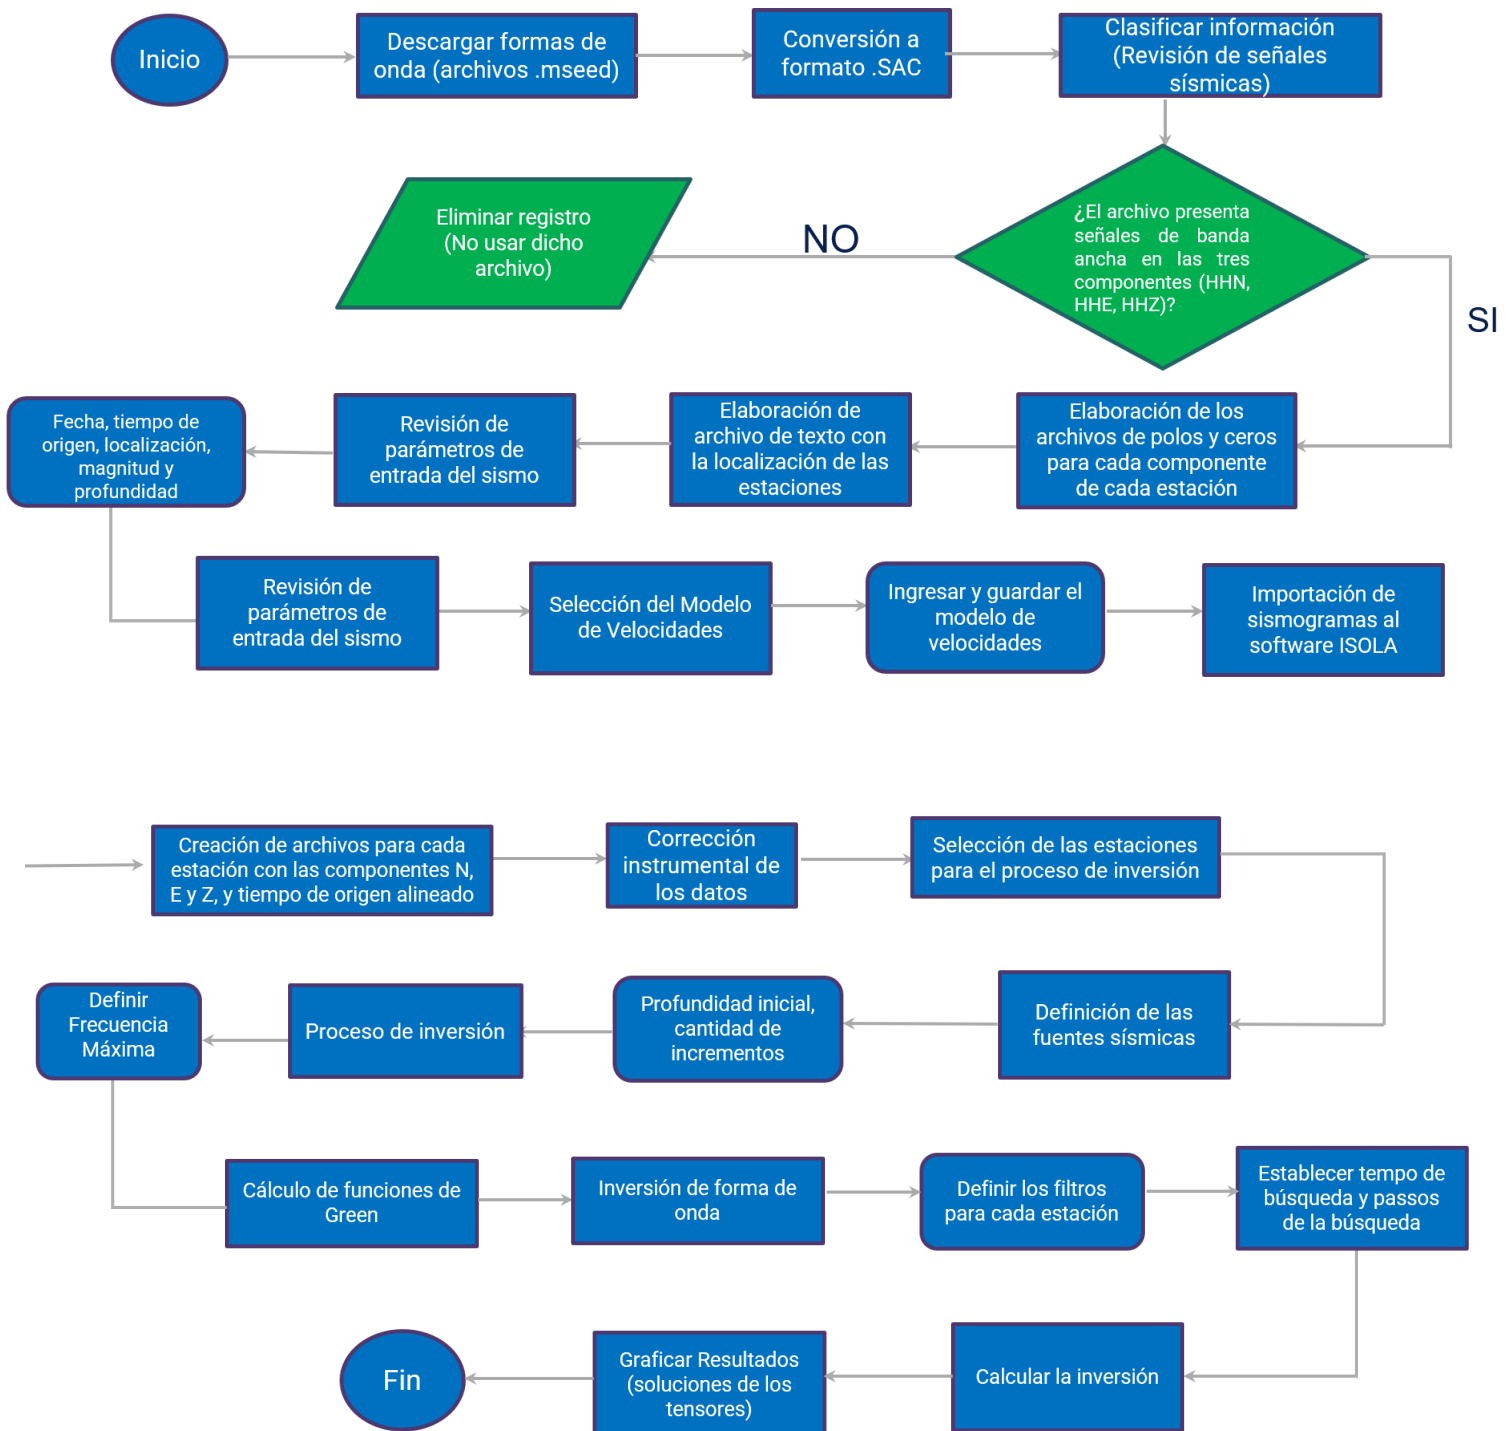 Inicio
Descargar formas de
onda (archivos .mseed)
Conversión a
formato .SAC
Clasificar información
(Revisión de señales
sísmicas)
¿El archivo presenta
señales de banda
ancha en las tres
componentes (HHN,
HHE, HHZ)?
NO
Eliminar registro
(No usar dicho
archivo)
SI
Elaboración de los
archivos de polos y ceros
para cada componente
de cada estación
Elaboración de
archivo de texto con
la localización de las
estaciones
Revisión de
parámetros de
entrada del sismo
Fecha, tiempo de
origen, localización,
magnitud y
profundidad
Revisión de
parámetros de
entrada del sismo
Selección del Modelo
de Velocidades
Ingresar y guardar el
modelo de
velocidades
Importación de
sismogramas al
software ISOLA
Creación de archivos para cada
estación con las componentes N,
E y Z, y tiempo de origen alineado
Corrección
instrumental de
los datos
Selección de las estaciones
para el proceso de inversión
Definición de las
fuentes sísmicas
Profundidad inicial,
cantidad de
incrementos
Proceso de inversión
Definir
Frecuencia
Máxima
Cálculo de funciones de
Green
Inversión de forma de
onda
Definir los filtros
para cada estación
Establecer tempo de
búsqueda y passos
de la búsqueda
Calcular la inversión
Graficar Resultados
(soluciones de los
tensores)
Fin